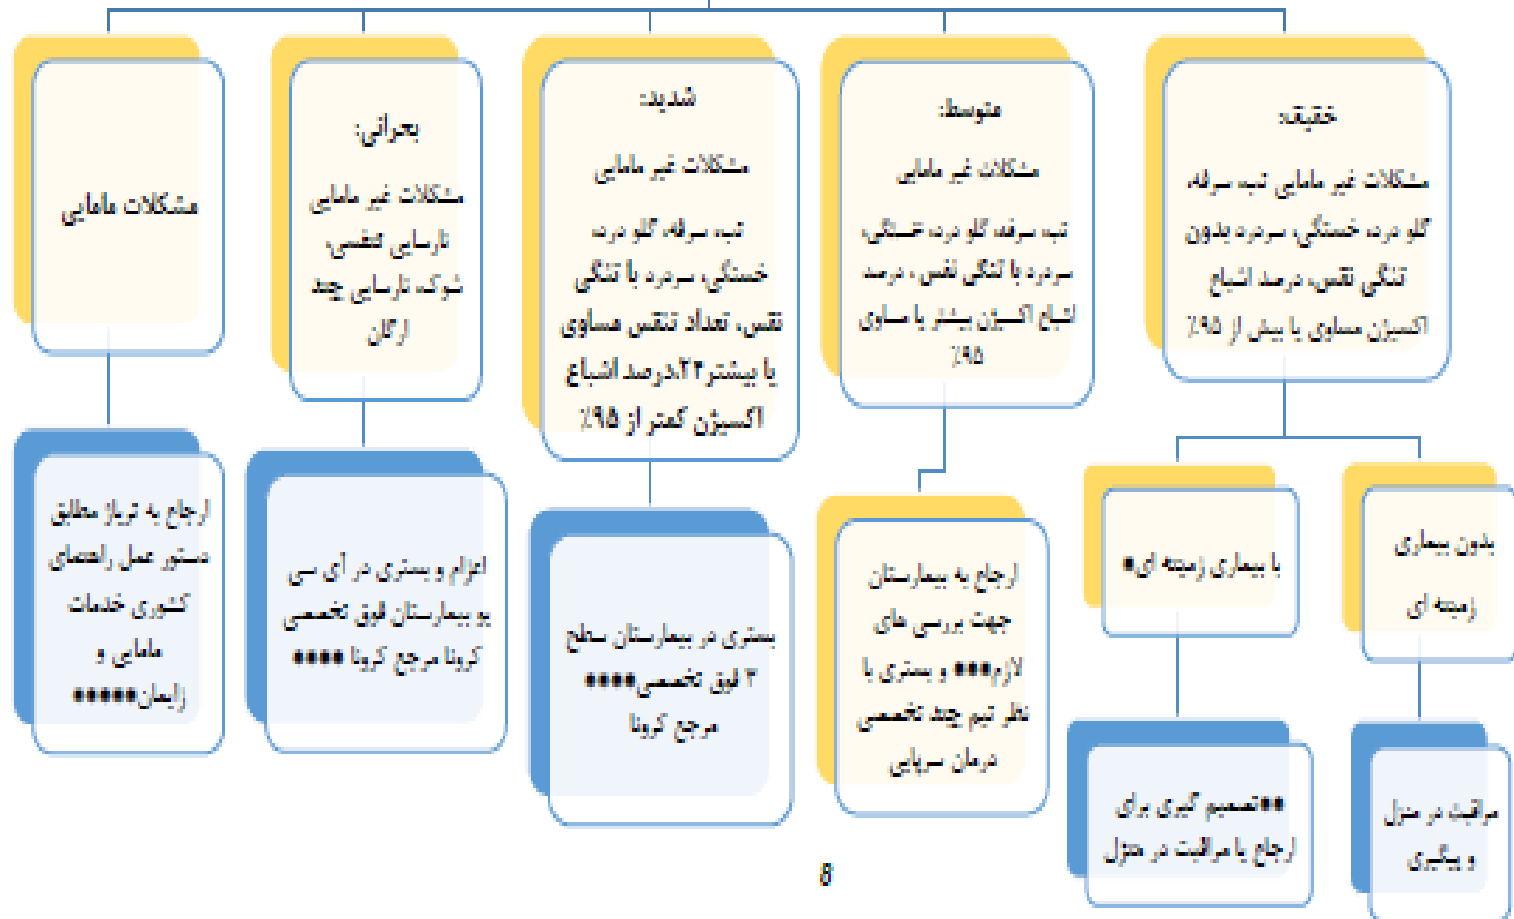 خفیف:
مشکلات غیر مامایی تب، سرفه،
گلو درد، خستگی، سردرد بدون
تنگی نفس، درصد اشباع
اکسیژن مساوی یا بیش از ۹۵٪
متوسط:
مشکلات غیر مامایی
تب، سرفه، گلو درد، خستگی،
سردرد با تنگی نفس، درصد
اشباع اکسیژن بیشتر یا مساوی
۹۵٪
شدید:
مشکلات غیر مامایی
تب، سرفه، گلو درد،
خستگی، سردرد با تنگی
نفس، تعداد تنفس مساوی
یا بیشتر۲۴،درصد اشباع
اکسیژن کمتر از ۹۵٪
بحرانی:
مشکلات غیر مامایی
نارسایی تنفسی،
شوک، نارسایی چند
ارگان
مشکلات مامایی
بدون بیماری
زمینه ای
با بیماری زمینه ای*
مراقبت در منزل
و پیگیری
**تصمیم گیری برای
ارجاع یا مراقبت در منزل
ارجاع به بیمارستان
جهت بررسی های
لازم*** و بستری با
نظر تیم چند تخصصی
درمان سرپایی
بستری در بیمارستان سطح
۳ فوق تخصصی****
مرجع کرونا
اعزام و بستری در آی سی
یو بیمارستان فوق تخصصی
کرونا مرجع کرونا ****
ارجاع به تریاژ مطابق
دستور عمل راهنمای
کشوری خدمات
مامایی و
زایمان*****
8